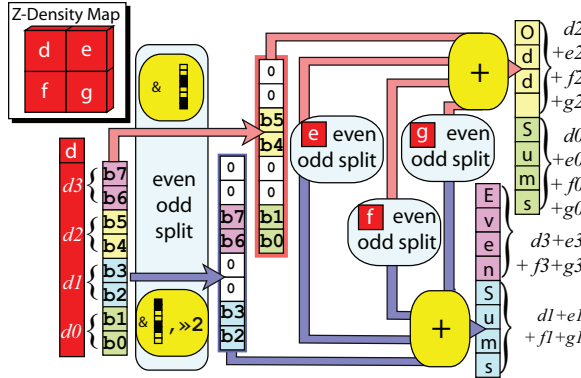 Z-Density Map
d e
f g
d
d3
d2
d1
d0
b7
b6
b5
b4
b3
b2
b1
b0
&
even
odd
split
& , »2
0
0
b5
b4
0
0
b1
b0
0
0
b7
b6
0
0
b3
b2
e even
odd split
g even
odd split
f even
odd split
+
+
O
d
d
S
u
m
s
E
v
e
n
S
u
m
s
d2
+e2
+ f2
+g2
d0
+e0
+ f0
+g0
d3+e3
+ f3+g3
d1+e1
+ f1+g1